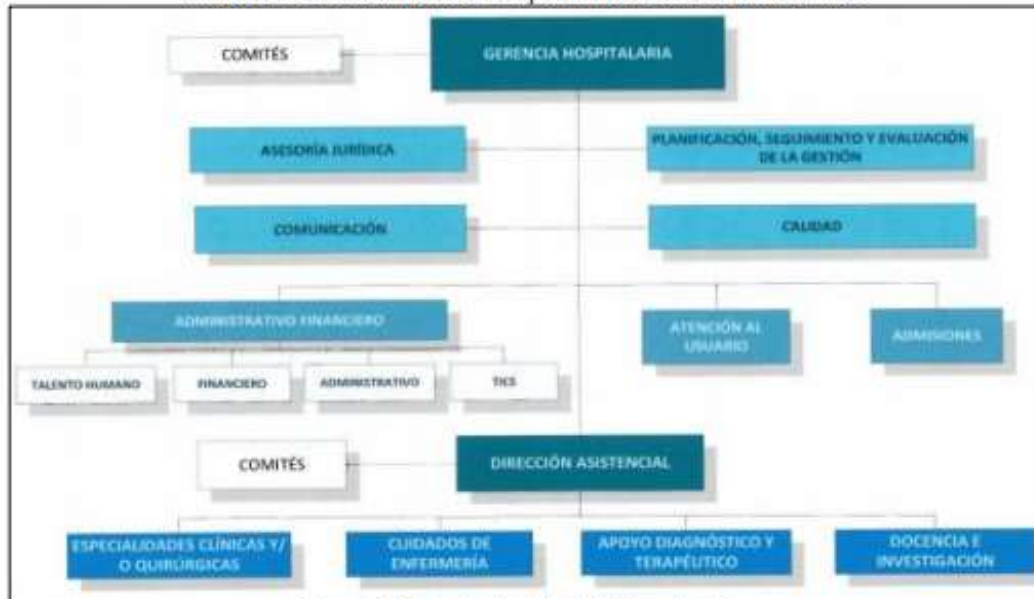 COMITÉS
GERENCIA HOSPITALARIA
ASESORÍA JURÍDICA
PLANIFICACIÓN, SEGUIMIENTO Y EVALUACIÓN
DE LA GESTIÓN
COMUNICACIÓN
CALIDAD
ADMINISTRATIVO FINANCIERO
ATENCIÓN AL
USUARIO
ADMISIONES
TALENTO HUMANO
FINANCIERO
ADMINISTRATIVO
TICS
COMITÉS
DIRECCIÓN ASISTENCIAL
ESPECIALIDADES CLÍNICAS Y/
O QUIRÚRGICAS
CUIDADOS DE
ENFERMERÍA
APOYO DIAGNÓSTICO Y
TERAPÉUTICO
DOCENCIA E
INVESTIGACIÓN